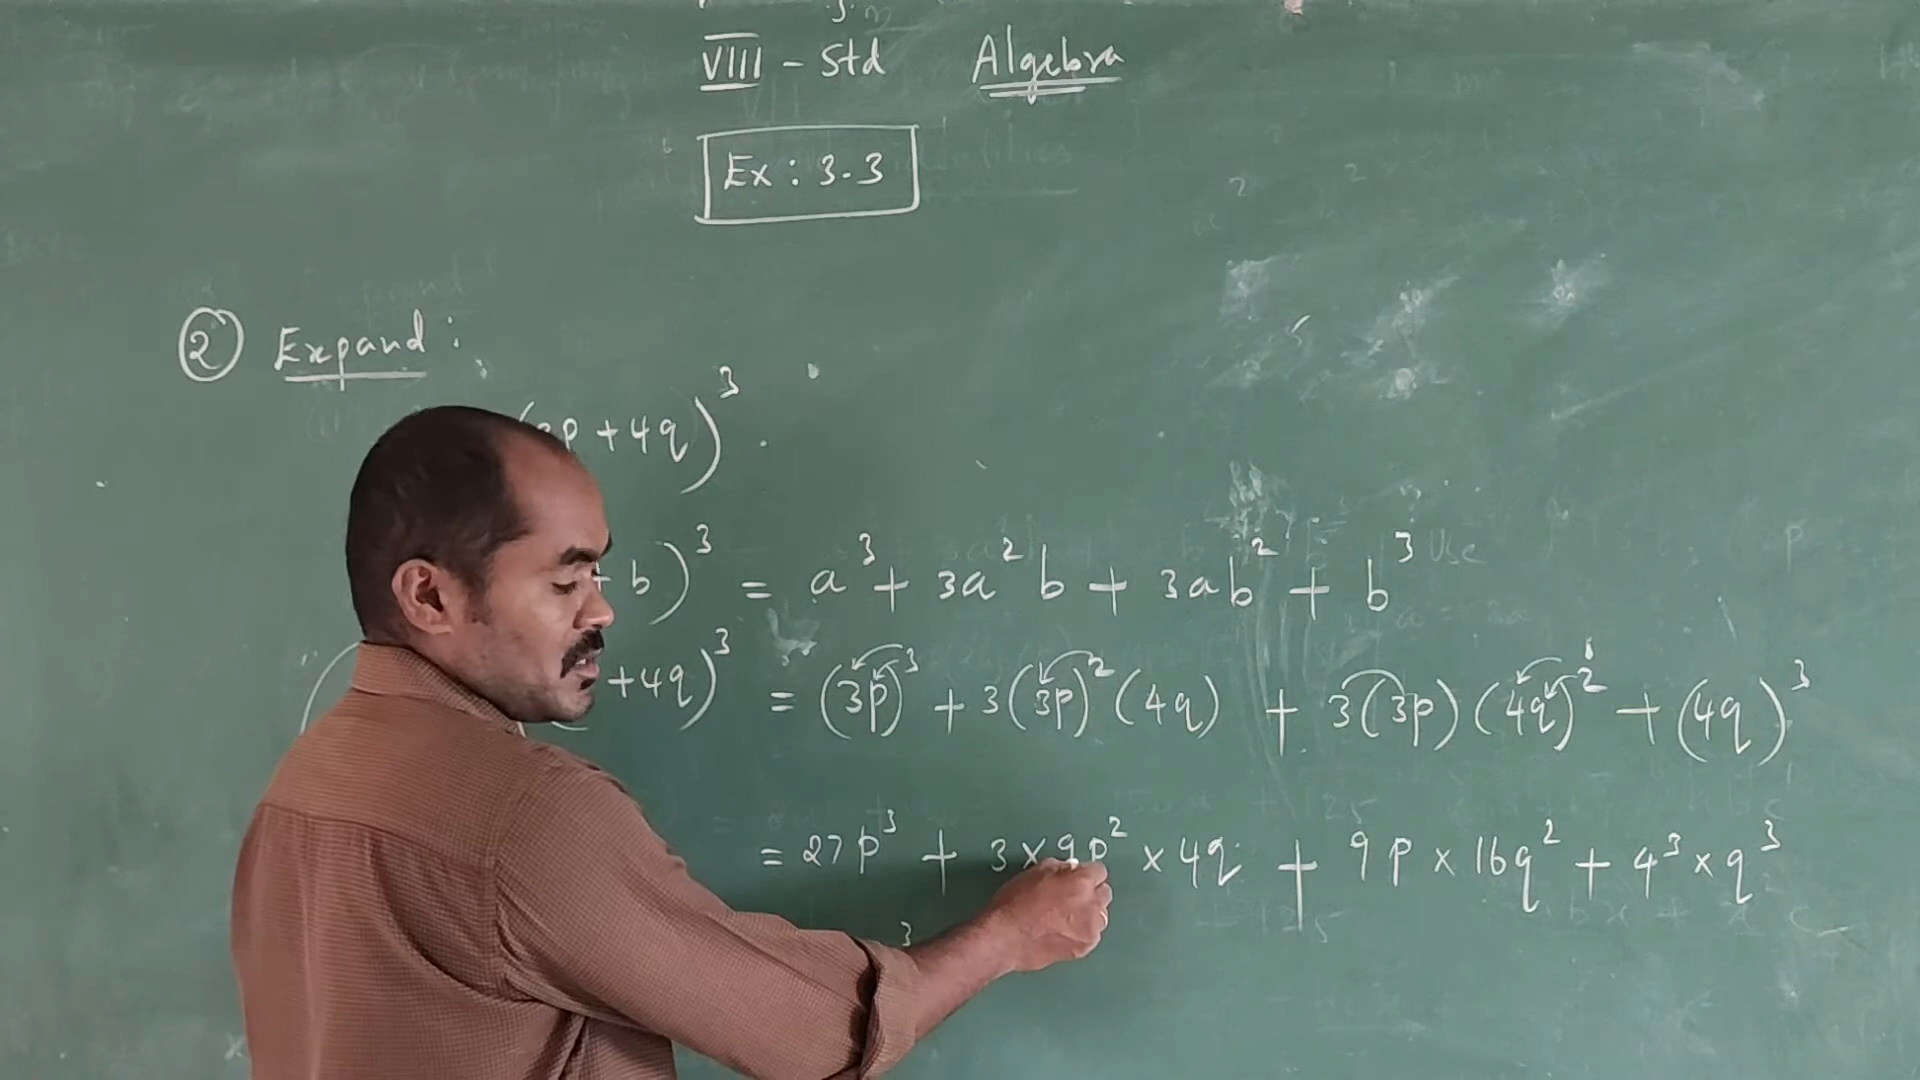 VIII - Std Algebra
Ex : 3.3
② Expand :
p + 4q)³ .
+ b)³ = a³ + 3a²b + 3ab² + b³
+4q)³ = (3p)³ + 3(3p)²(4q) + 3(3p)(4q)² + (4q)³
= 27p³ + 3 × 9p² × 4q + 9p × 16q² + 4³ × q³
3